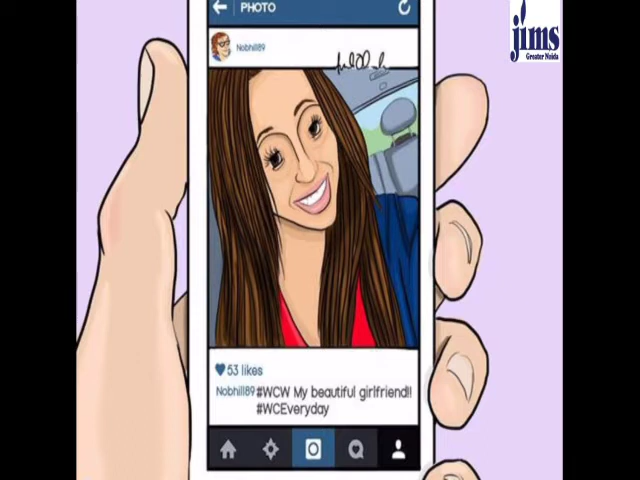 PHOTO
jims
Greater Noida
Nobhill89
53 likes
Nobhill89 #WCW My beautiful girlfriend!!
#WCEveryday